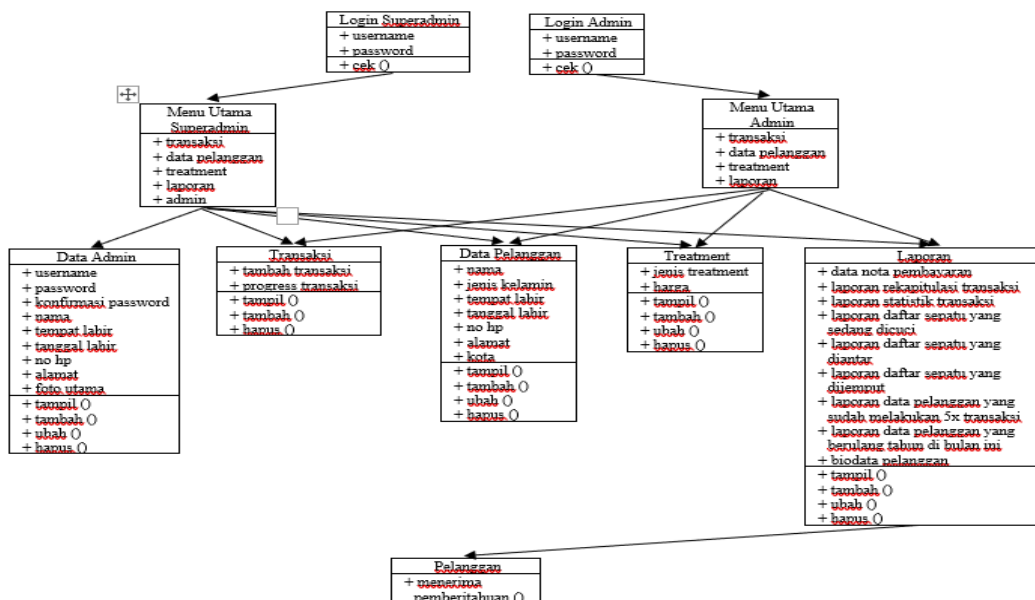 Login Superadmin
+ username
+ password
+ cek ()
Login Admin
+ username
+ password
+ cek ()
Menu Utama
Superadmin
+ transaksi
+ data pelanggan
+ treatment
+ laporan
+ admin
Menu Utama
Admin
+ transaksi
+ data pelanggan
+ treatment
+ laporan
Data Admin
+ username
+ password
+ konfirmasi password
+ nama
+ tempat lahir
+ tanggal lahir
+ no hp
+ alamat
+ foto utama
+ tampil ()
+ tambah ()
+ ubah ()
+ hapus ()
Transaksi
+ tambah transaksi
+ progress transaksi
+ tampil ()
+ tambah ()
+ hapus ()
Data Pelanggan
+ nama
+ jenis kelamin
+ tempat lahir
+ tanggal lahir
+ no hp
+ alamat
+ kota
+ tampil ()
+ tambah ()
+ ubah ()
+ hapus ()
Treatment
+ jenis treatment
+ harga
+ tampil ()
+ tambah ()
+ ubah ()
+ hapus ()
Laporan
+ data nota pembayaran
+ laporan rekapitulasi transaksi
+ laporan statistik transaksi
+ laporan daftar sepatu yang
sedang dicuci
+ laporan daftar sepatu yang
diantar
+ laporan daftar sepatu yang
dijemput
+ laporan data pelanggan yang
sudah melakukan 5x transaksi
+ laporan data pelanggan yang
berulang tahun di bulan ini
+ biodata pelanggan
+ tampil ()
+ tambah ()
+ ubah ()
+ hapus ()
Pelanggan
+ menerima
pemberitahuan ()